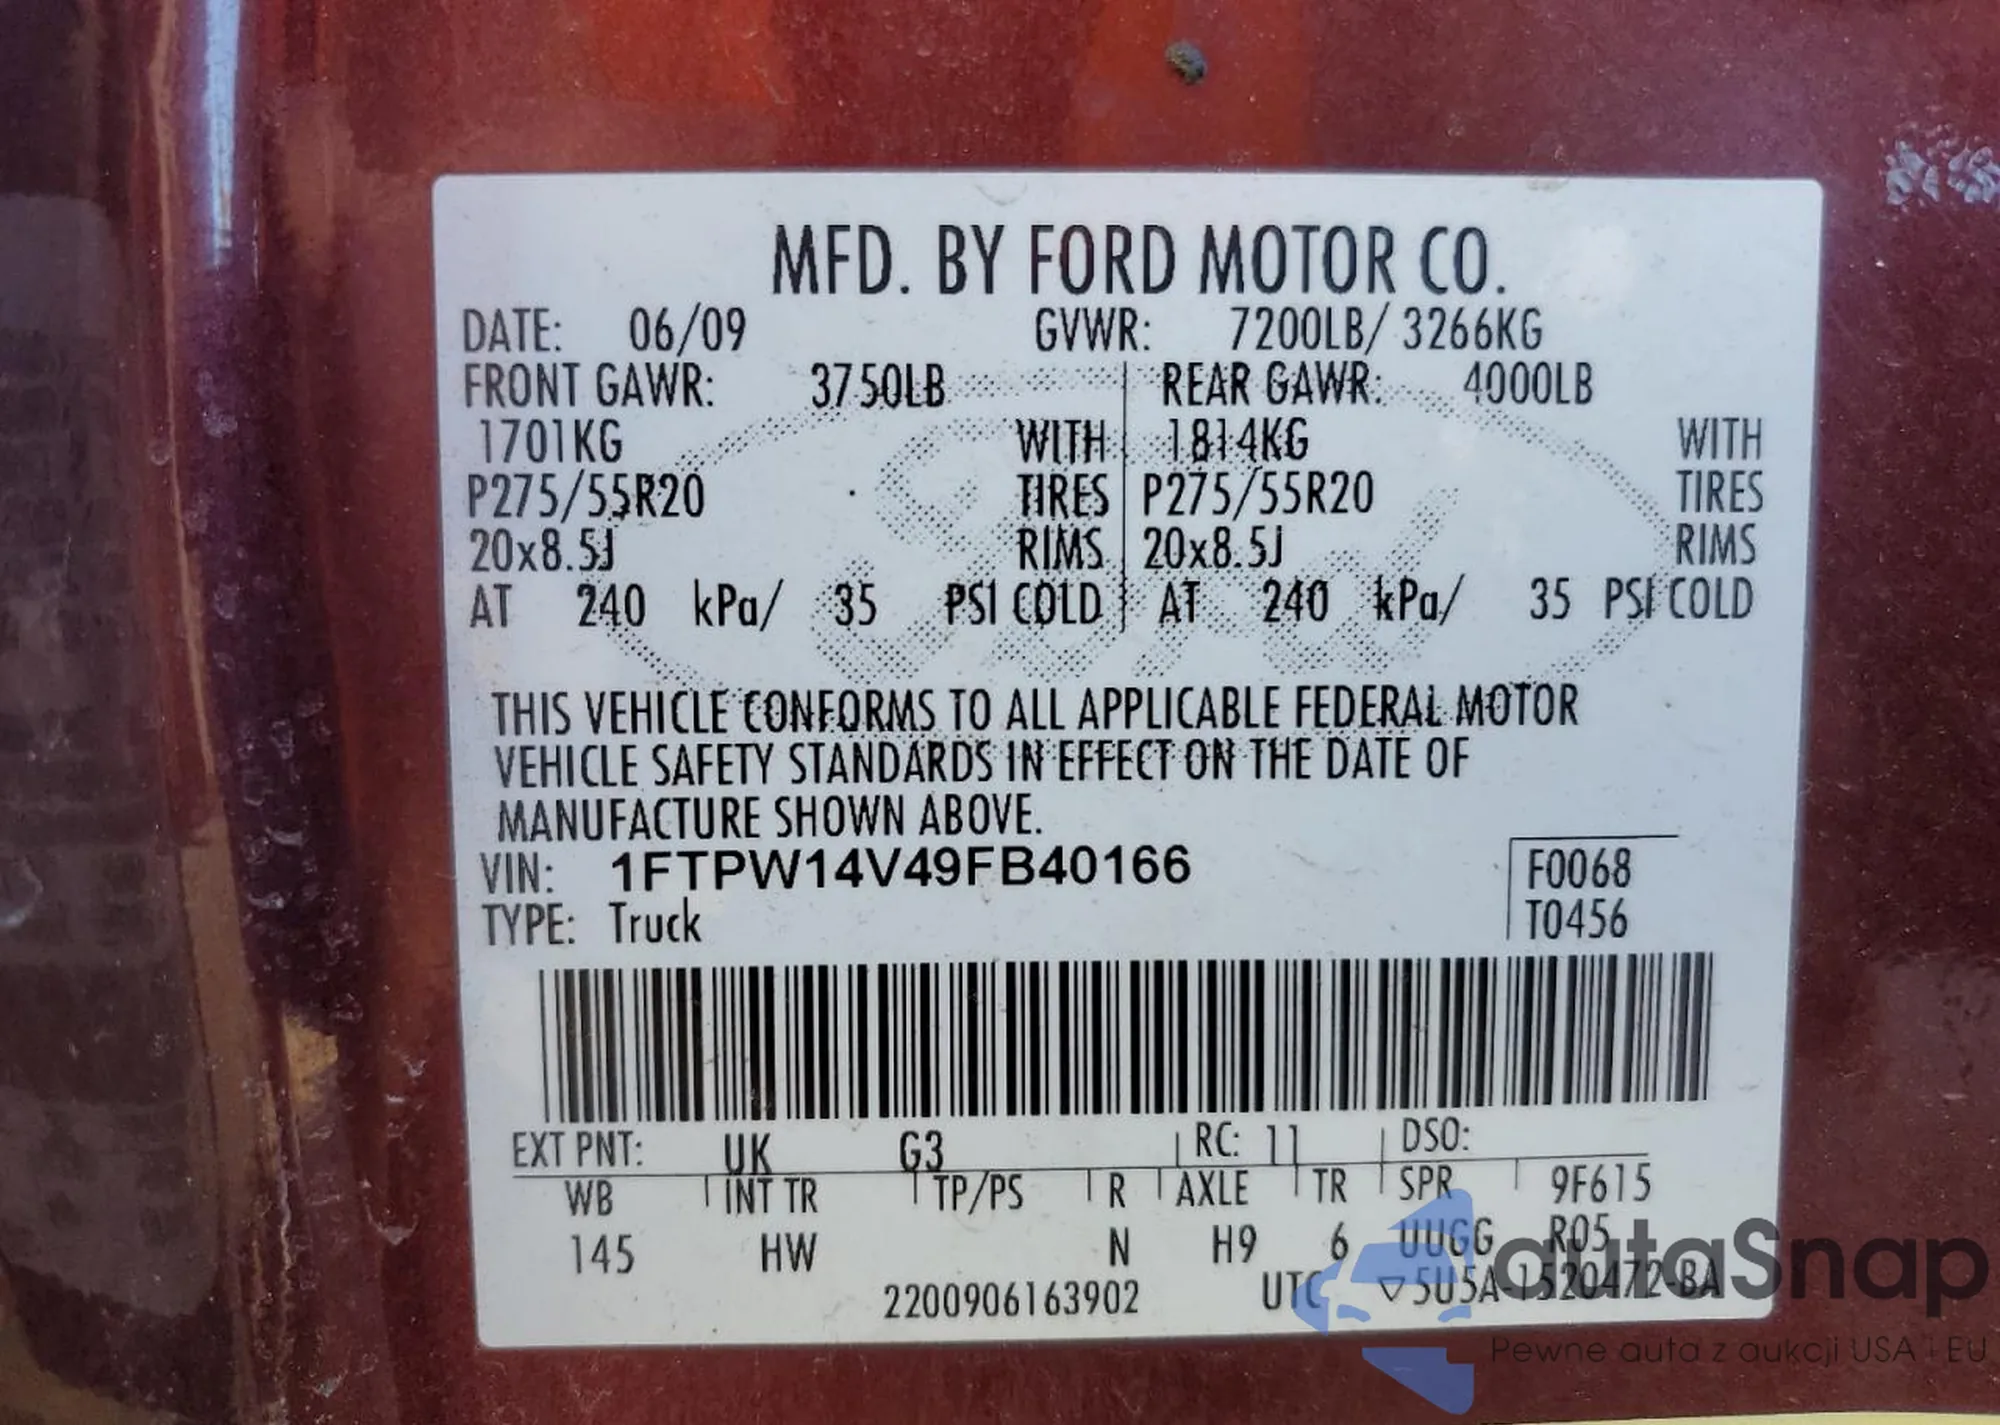 MFD. BY FORD MOTOR CO.
DATE: 06/09 GVWR: 7200LB/ 3266KG
FRONT GAWR: 3750LB REAR GAWR: 4000LB
1701KG WITH 1814KG WITH
P275/55R20 TIRES P275/55R20 TIRES
20x8.5J RIMS 20x8.5J RIMS
AT 240 kPa/ 35 PSI COLD AT 240 kPa/ 35 PSI COLD
THIS VEHICLE CONFORMS TO ALL APPLICABLE FEDERAL MOTOR
VEHICLE SAFETY STANDARDS IN EFFECT ON THE DATE OF
MANUFACTURE SHOWN ABOVE.
VIN: 1FTPW14V49FB40166 F0068
TYPE: Truck T0456
EXT PNT: UK G3 RC: 11 DSO:
WB INT TR TP/PS R AXLE TR SPR 9F615
145 HW N H9 6 UUGG R05
2200906163902 UTC ▽5U5A-1520472-BA
autaSnap
Pewne auta z aukcji USA i EU